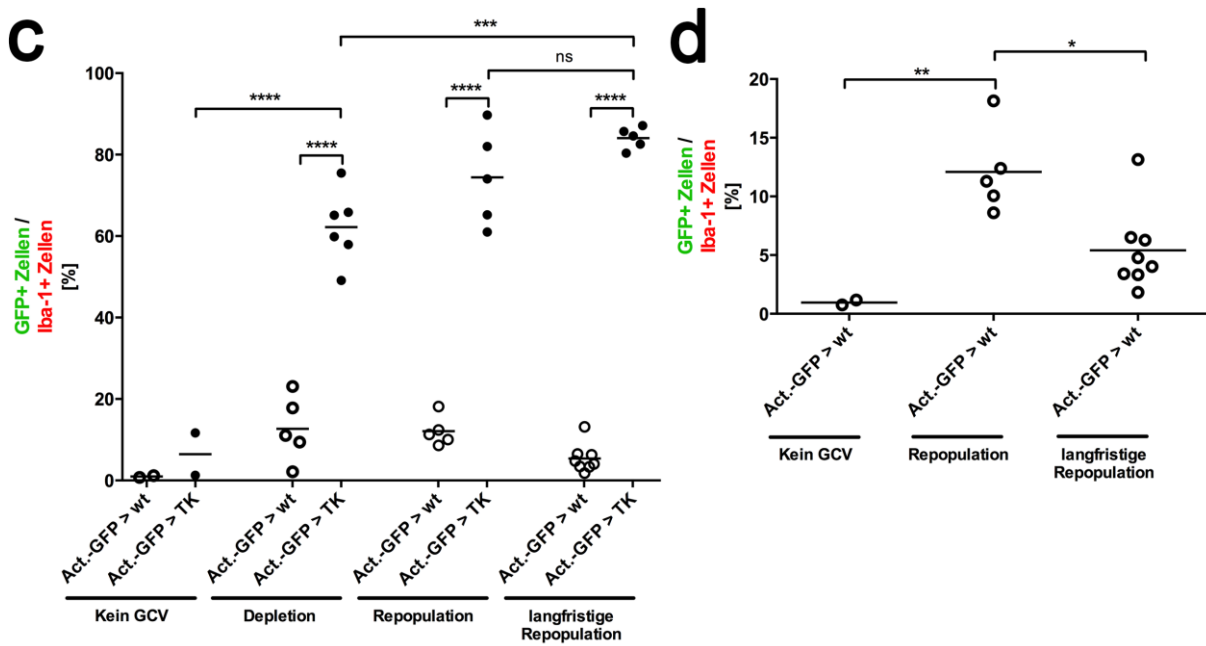 c
***
ns
****
****
****
****
100
80
60
40
20
0
GFP+ Zellen /
Iba-1+ Zellen
[%]
Act.-GFP > wt
Act.-GFP > TK
Act.-GFP > wt
Act.-GFP > TK
Act.-GFP > wt
Act.-GFP > TK
Act.-GFP > wt
Act.-GFP > TK
Kein GCV
Depletion
Repopulation
langfristige
Repopulation
d
*
**
20
15
10
5
0
GFP+ Zellen /
Iba-1+ Zellen
[%]
Act.-GFP > wt
Act.-GFP > wt
Act.-GFP > wt
Kein GCV
Repopulation
langfristige
Repopulation